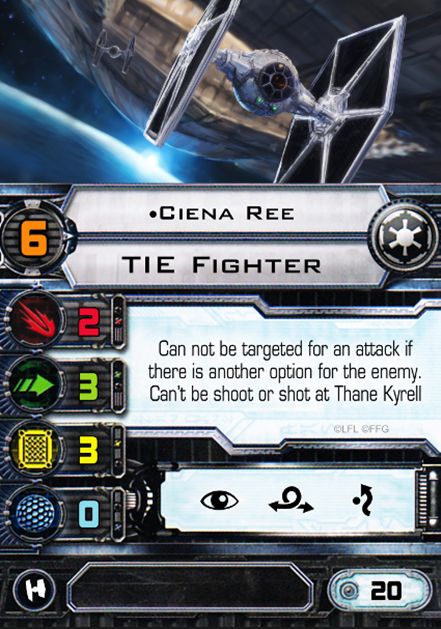 •Ciena Ree
6
TIE Fighter
2
Can not be targeted for an attack if
there is another option for the enemy.
Can't be shoot or shot at Thane Kyrell
3
©LFL ©FFG
3
0
20